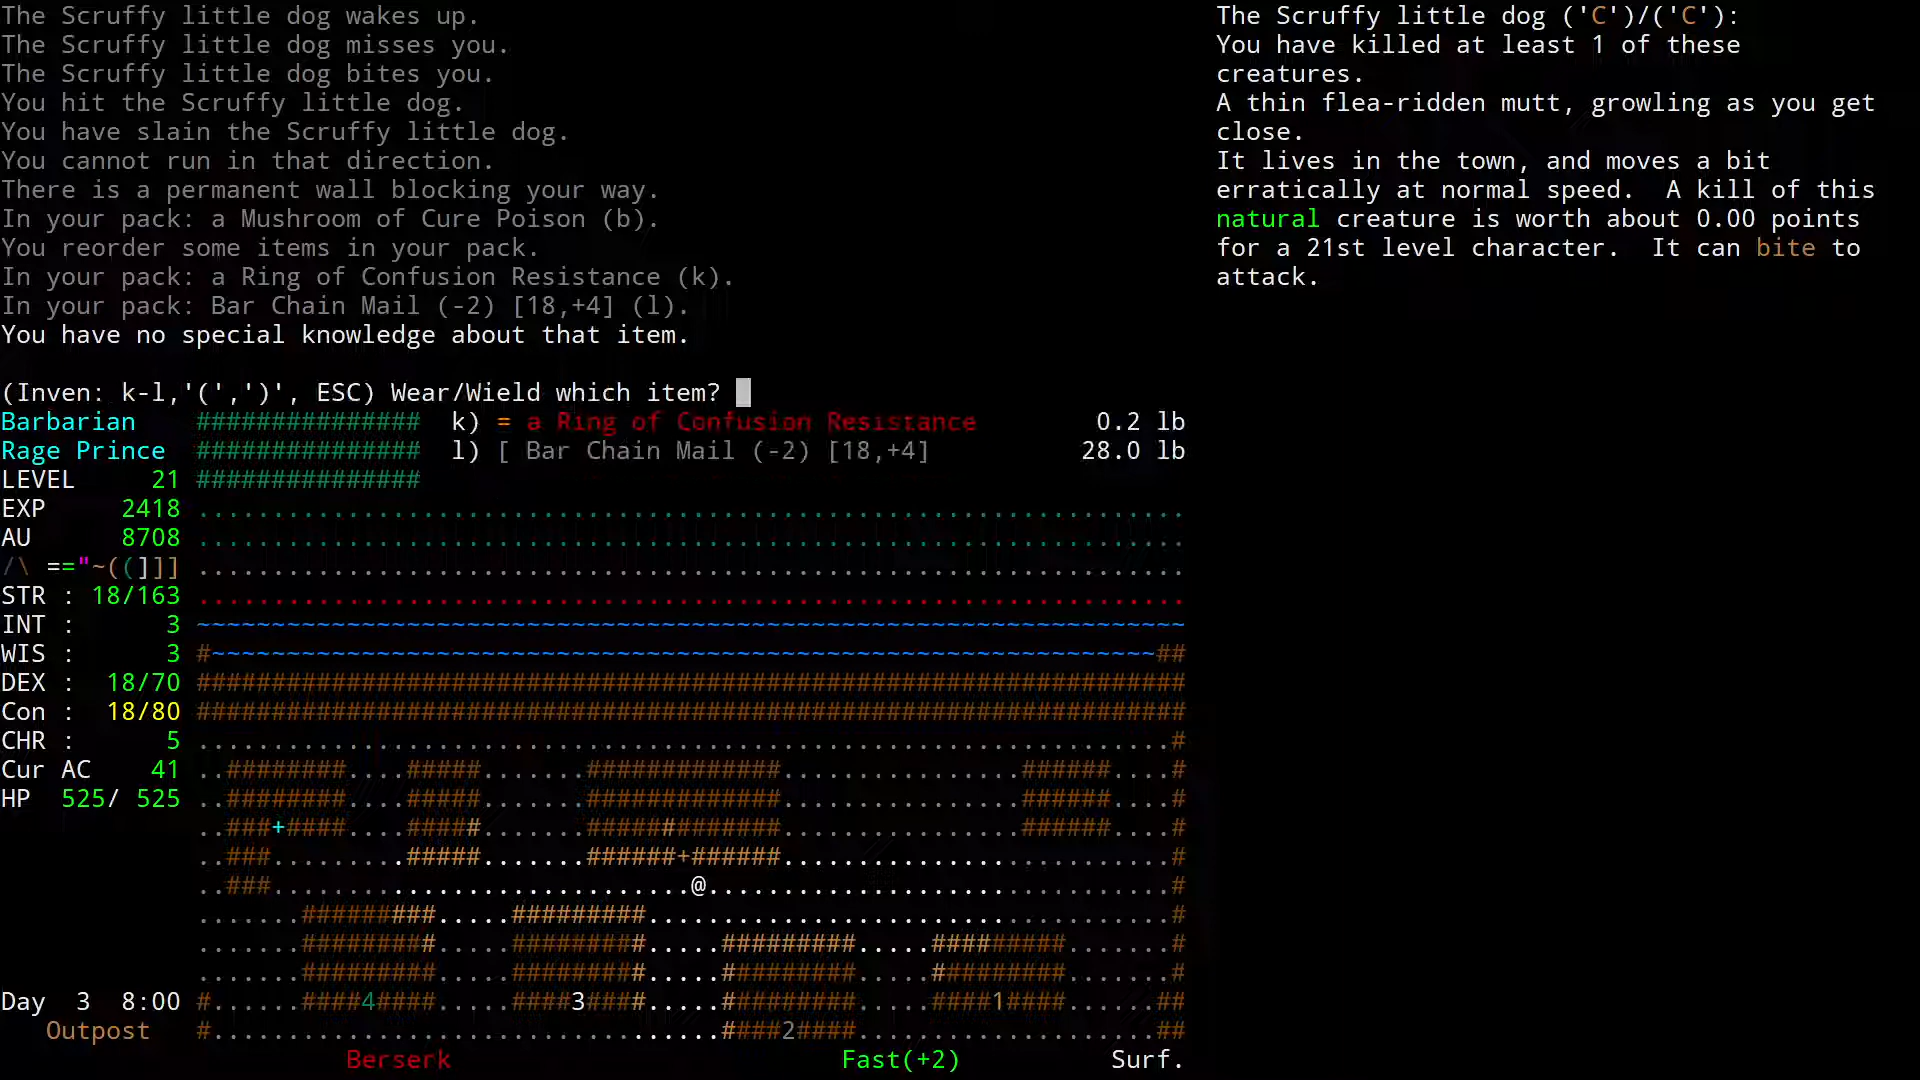 The Scruffy little dog wakes up.
The Scruffy little dog misses you.
The Scruffy little dog bites you.
You hit the Scruffy little dog.
You have slain the Scruffy little dog.
You cannot run in that direction.
There is a permanent wall blocking your way.
In your pack: a Mushroom of Cure Poison (b).
You reorder some items in your pack.
In your pack: a Ring of Confusion Resistance (k).
In your pack: Bar Chain Mail (-2) [18,+4] (l).
You have no special knowledge about that item.
(Inven: k-l,'(',')', ESC) Wear/Wield which item?
The Scruffy little dog ('C')/('C'):
You have killed at least 1 of these
creatures.
A thin flea-ridden mutt, growling as you get
close.
It lives in the town, and moves a bit
erratically at normal speed.  A kill of this
natural creature is worth about 0.00 points
for a 21st level character.  It can bite to
attack.
k) = a Ring of Confusion Resistance 0.2 lb
l) [ Bar Chain Mail (-2) [18,+4] 28.0 lb
Barbarian
Rage Prince
LEVEL 21
EXP 2418
AU 8708
/\ =="~((]]]
STR : 18/163
INT : 3
WIS : 3
DEX : 18/70
Con : 18/80
CHR : 5
Cur AC 41
HP 525/ 525
@
4
3
1
2
Day 3 8:00
Outpost
Berserk Fast(+2) Surf.